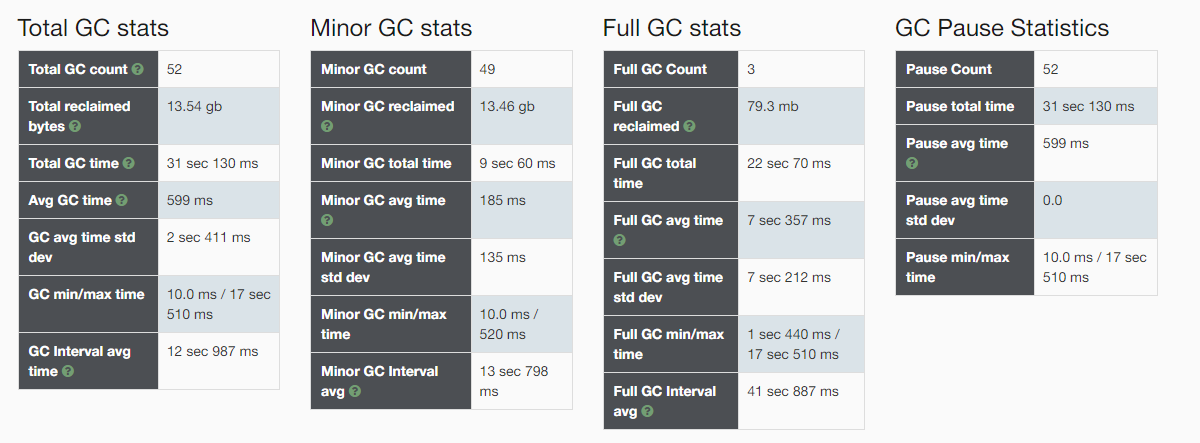 Total GC stats
Total GC count ? 52
Total reclaimed 13.54 gb
bytes ?
Total GC time ? 31 sec 130 ms
Avg GC time ? 599 ms
GC avg time std 2 sec 411 ms
dev
GC min/max time 10.0 ms / 17 sec
510 ms
GC Interval avg 12 sec 987 ms
time ?
Minor GC stats
Minor GC count 49
Minor GC reclaimed 13.46 gb
?
Minor GC total time 9 sec 60 ms
Minor GC avg time 185 ms
?
Minor GC avg time 135 ms
std dev
Minor GC min/max 10.0 ms /
time 520 ms
Minor GC Interval 13 sec 798
avg ? ms
Full GC stats
Full GC Count 3
Full GC 79.3 mb
reclaimed ?
Full GC total 22 sec 70 ms
time
Full GC avg time 7 sec 357 ms
?
Full GC avg time 7 sec 212 ms
std dev
Full GC min/max 1 sec 440 ms /
time 17 sec 510 ms
Full GC Interval 41 sec 887 ms
avg ?
GC Pause Statistics
Pause Count 52
Pause total time 31 sec 130 ms
Pause avg time 599 ms
?
Pause avg time 0.0
std dev
Pause min/max 10.0 ms / 17 sec
time 510 ms